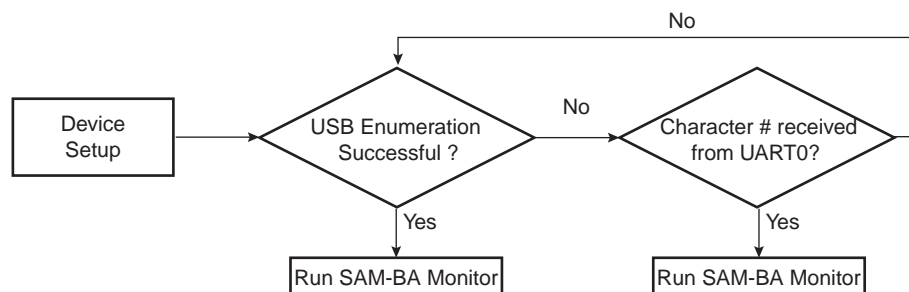 No
Device
Setup
USB Enumeration
Successful ?
No
Character # received
from UART0?
Yes
Yes
Run SAM-BA Monitor
Run SAM-BA Monitor